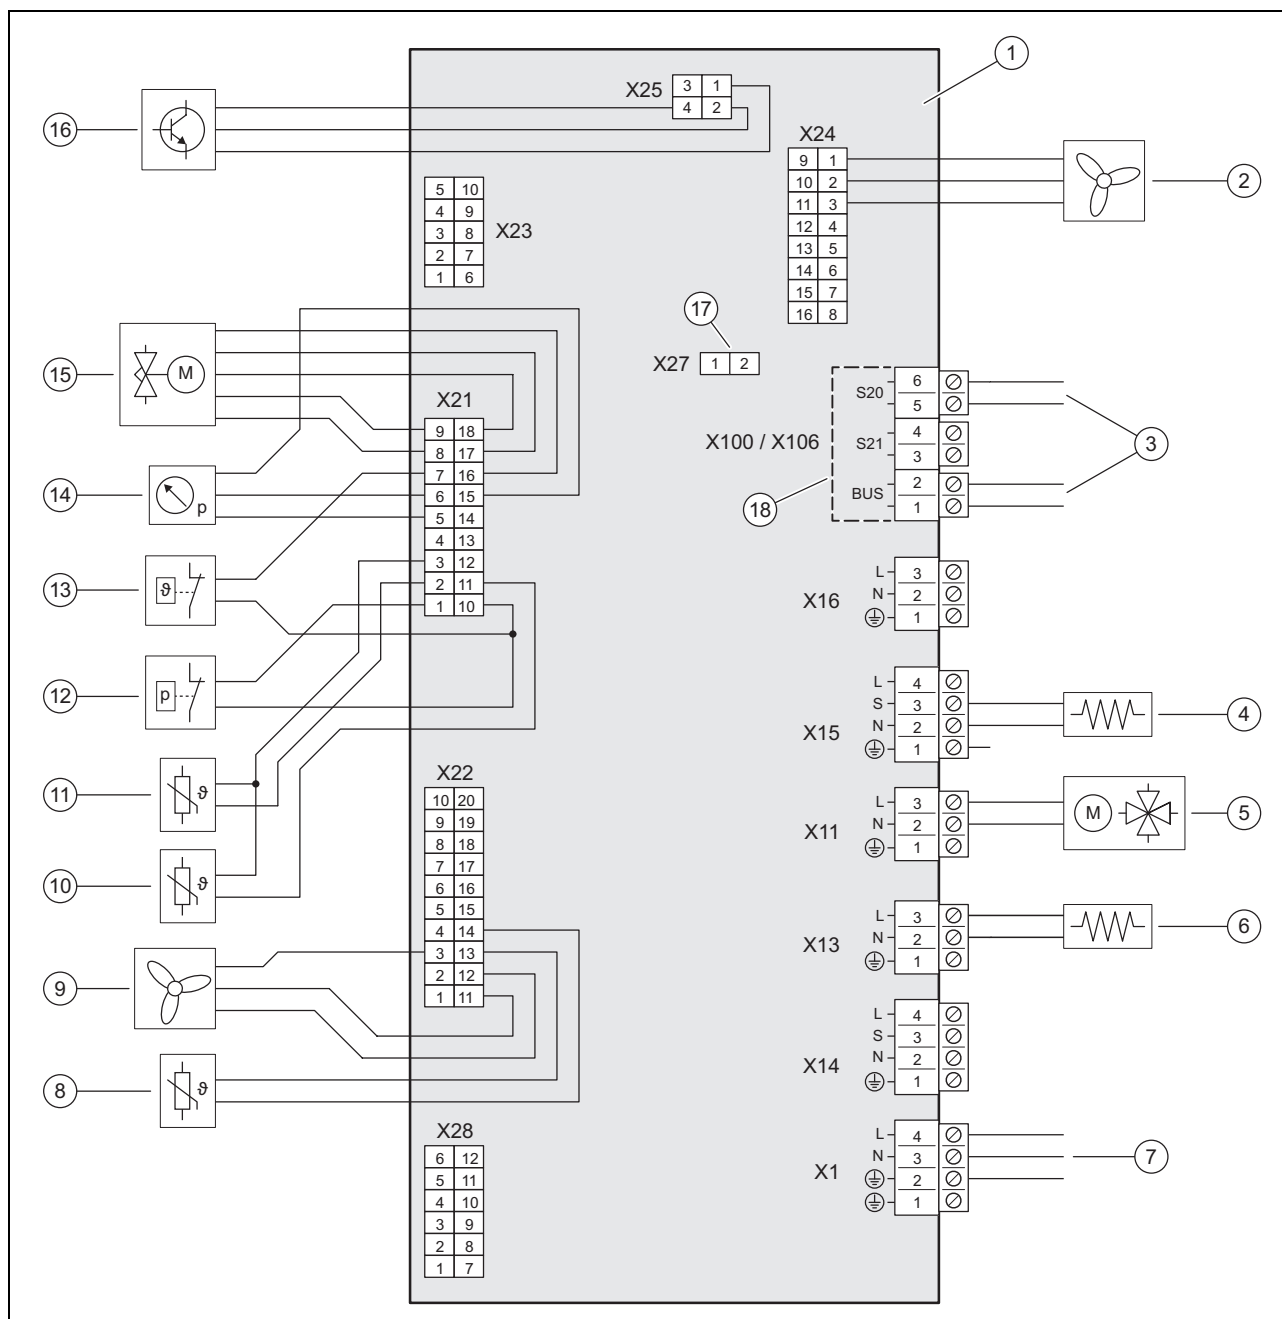 1
X25
3 1
4 2
16
X24
9 1
10 2
11 3
12 4
13 5
14 6
15 7
16 8
2
5 10
4 9
3 8
2 7
1 6
X23
17
X27
1 2
15
M
X21
9 18
8 17
7 16
6 15
5 14
4 13
3 12
2 11
1 10
S20
6
5
X100 / X106
S21
4
3
BUS
2
1
3
18
14
p
13
ϑ
X16
L 3
N 2
1
12
p
X15
L 4
S 3
N 2
1
4
11
ϑ
X22
10 20
9 19
8 18
7 17
6 16
5 15
4 14
3 13
2 12
1 11
X11
L 3
N 2
1
M
5
10
ϑ
X13
L 3
N 2
1
6
9
X14
L 4
S 3
N 2
1
8
ϑ
X28
6 12
5 11
4 10
3 9
2 8
1 7
X1
L 4
N 3
2
1
7